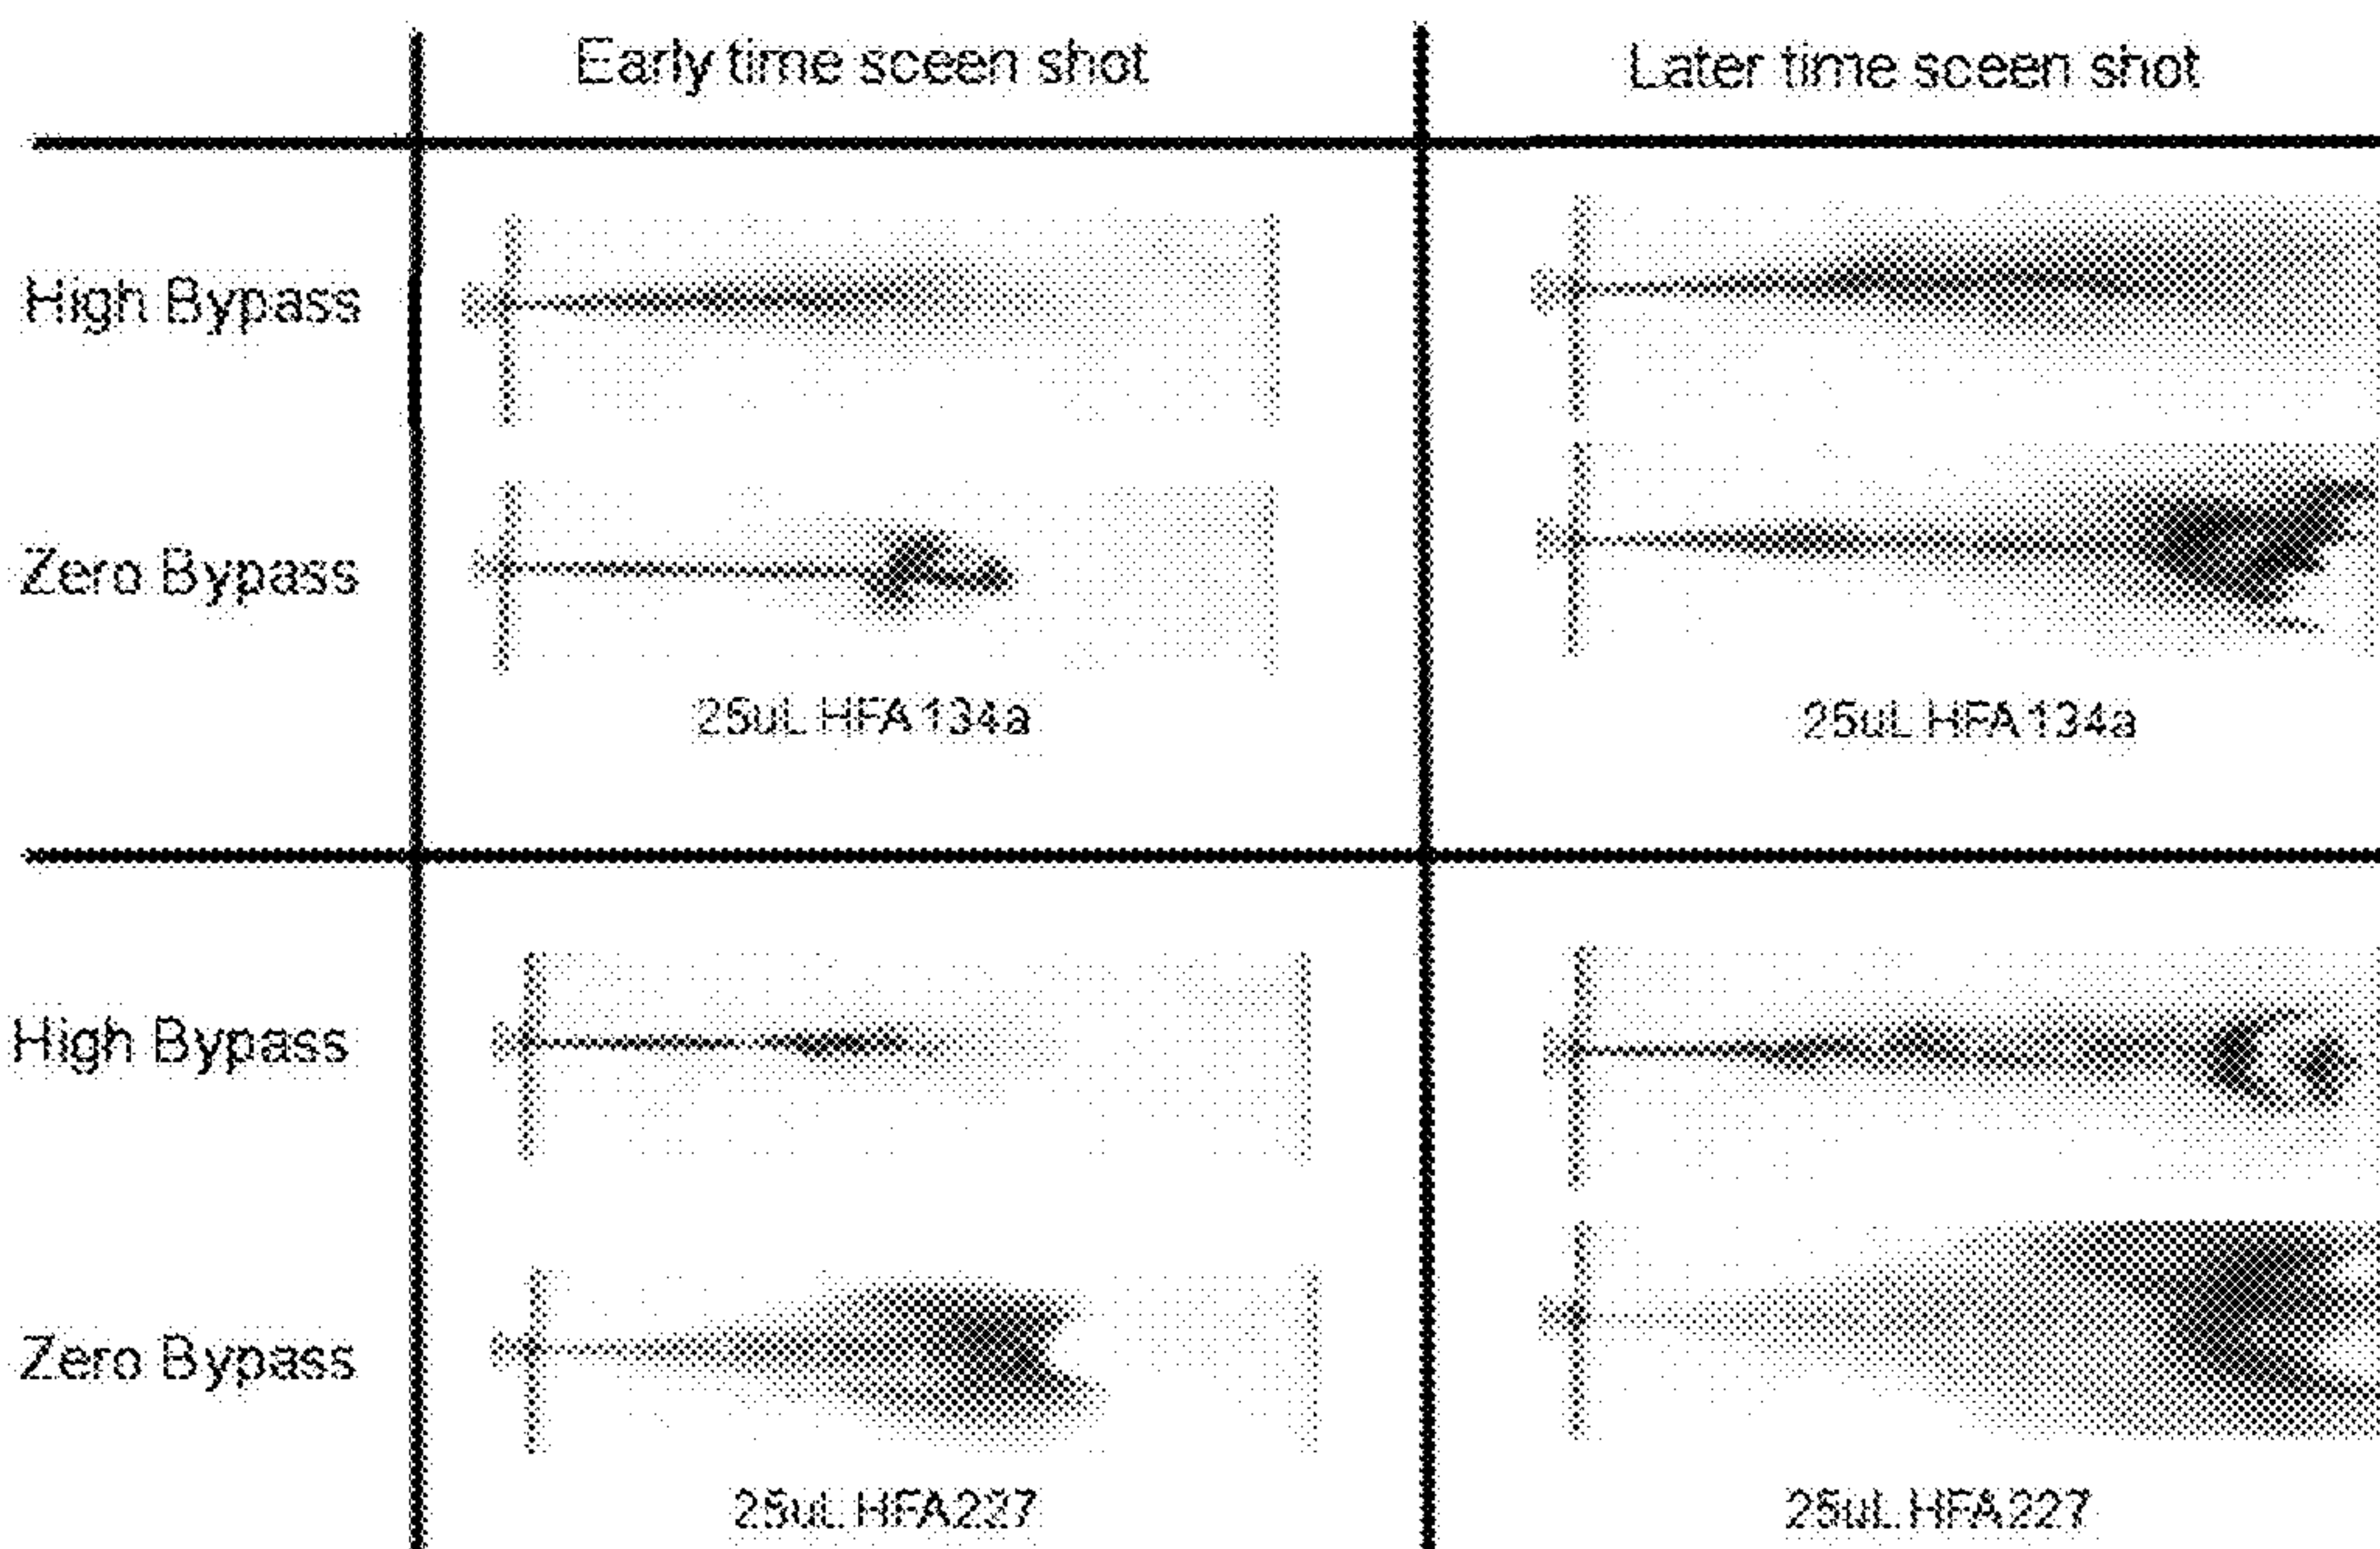 Early time sceen shot
Later time sceen shot
High Bypass
Zero Bypass
25uL HFA134a
25uL HFA134a
High Bypass
Zero Bypass
25uL HFA227
25uL HFA227